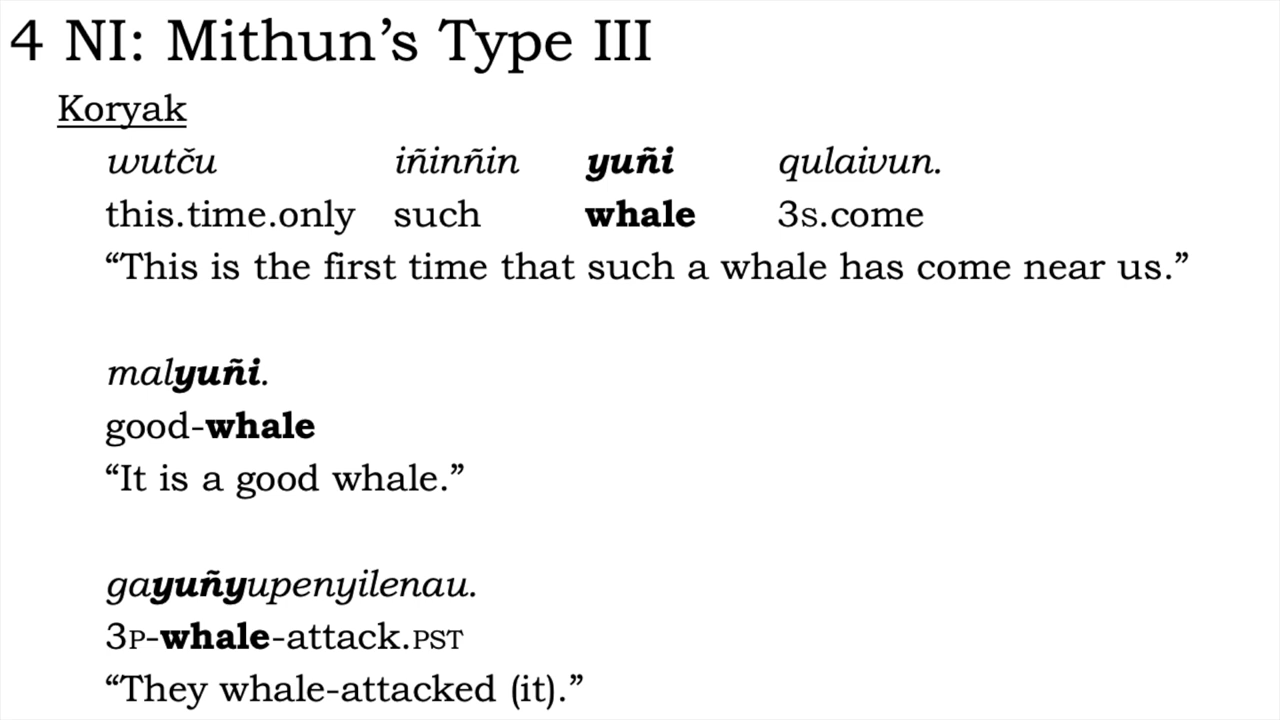 4 NI: Mithun’s Type III
Koryak
wutču iñinñin yuñi qulaivun.
this.time.only such whale 3s.come
“This is the first time that such a whale has come near us.”
malyuñi.
good-whale
“It is a good whale.”
gayuñyupenyilenau.
3P-whale-attack.PST
“They whale-attacked (it).”